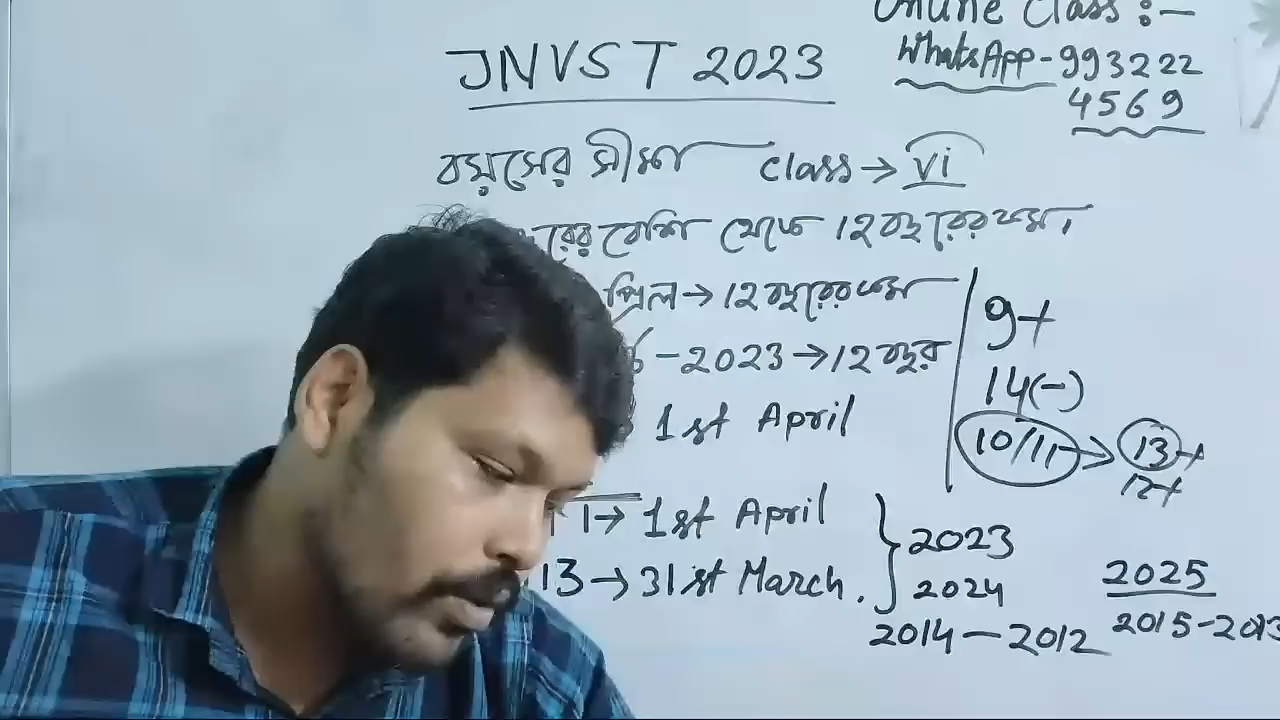 Online Class :-
WhatsApp - 993222
4569
JNVST 2023
বয়সের সীমা class → vi
বেশি থেকে 12 বছরের কম।
প্রিল → 12 বছরের কম
- 2023 → 12 বছর
1st April
9+
14(-)
10/11 → 13+
12+
1 → 1st April
13 → 31st March.
2023
2024
2014 - 2012
2025
2015-2013